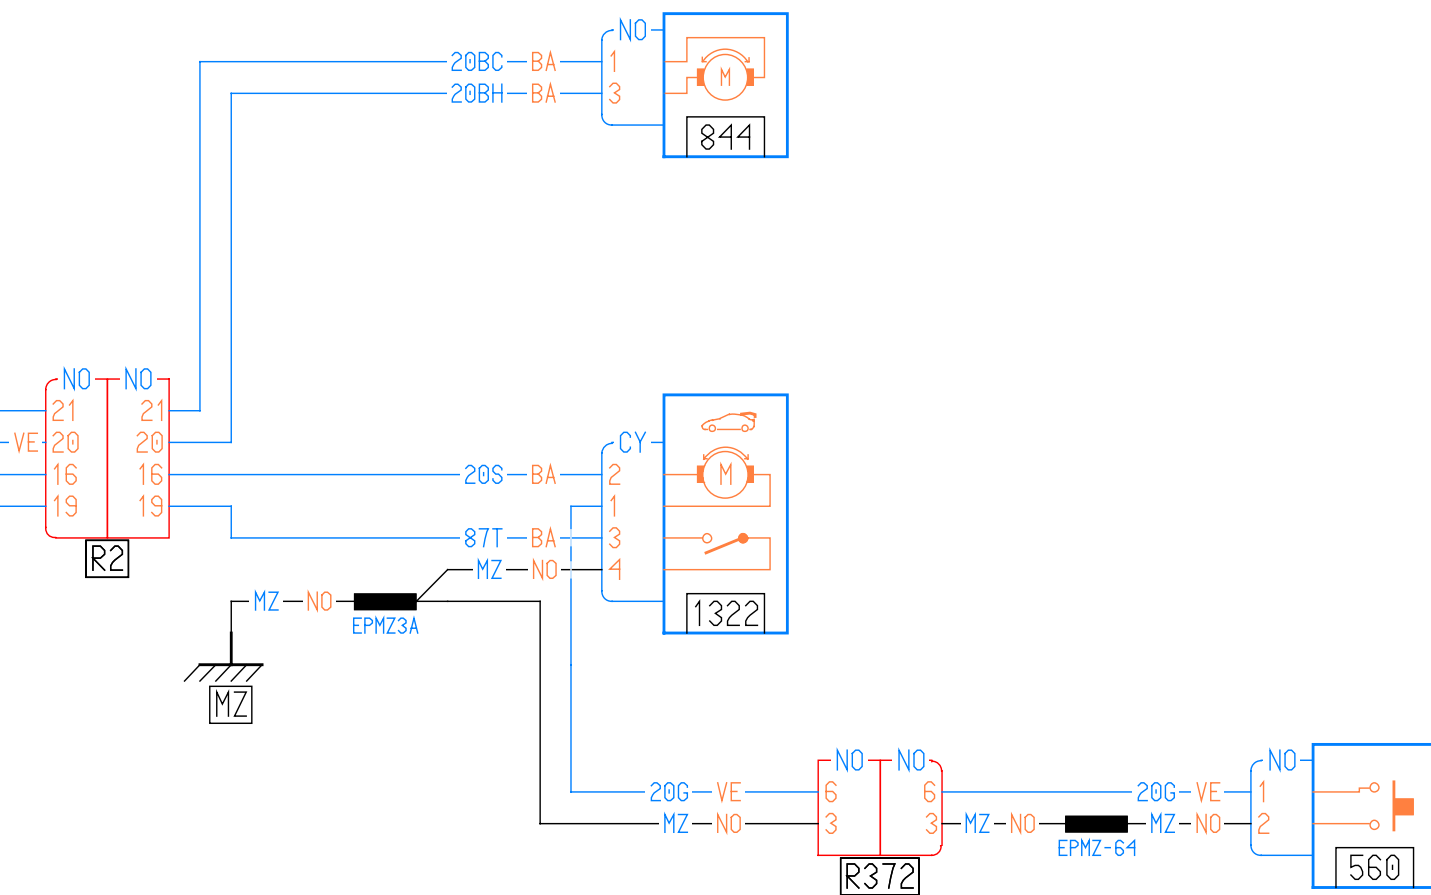 NO
20BC BA 1
M
20BH BA 3
844
NO NO
21 21
CY
VE 20 20
16 16 20S BA 2
M
19 19 1
87T BA 3
R2
MZ NO 4
MZ NO
EPMZ3A
1322
MZ
NO NO NO
20G VE 6 6 20G VE 1
MZ NO 3 3 MZ NO MZ NO 2
EPMZ-64
R372
560